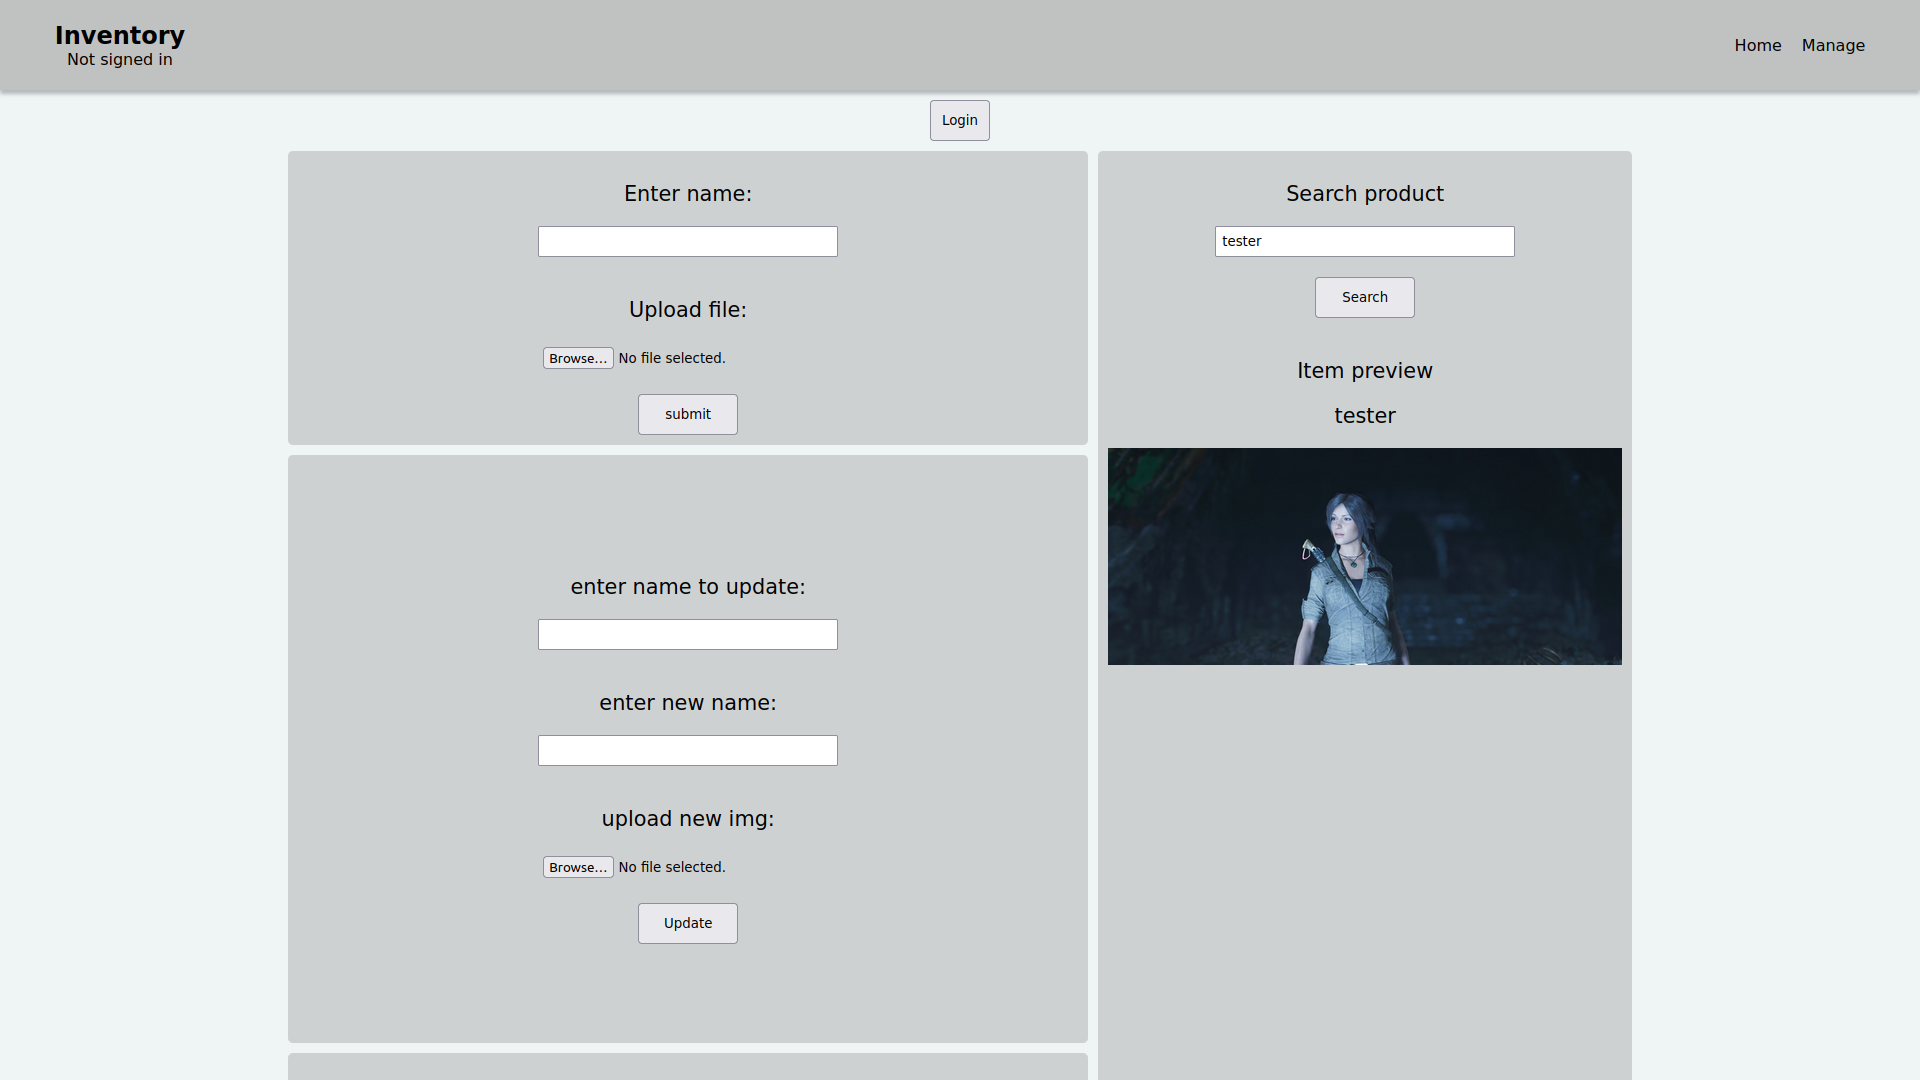 Inventory
Not signed in
Home
Manage
Login
Enter name:
Upload file:
Browse... No file selected.
submit
enter name to update:
enter new name:
upload new img:
Browse... No file selected.
Update
Search product
tester
Search
Item preview
tester